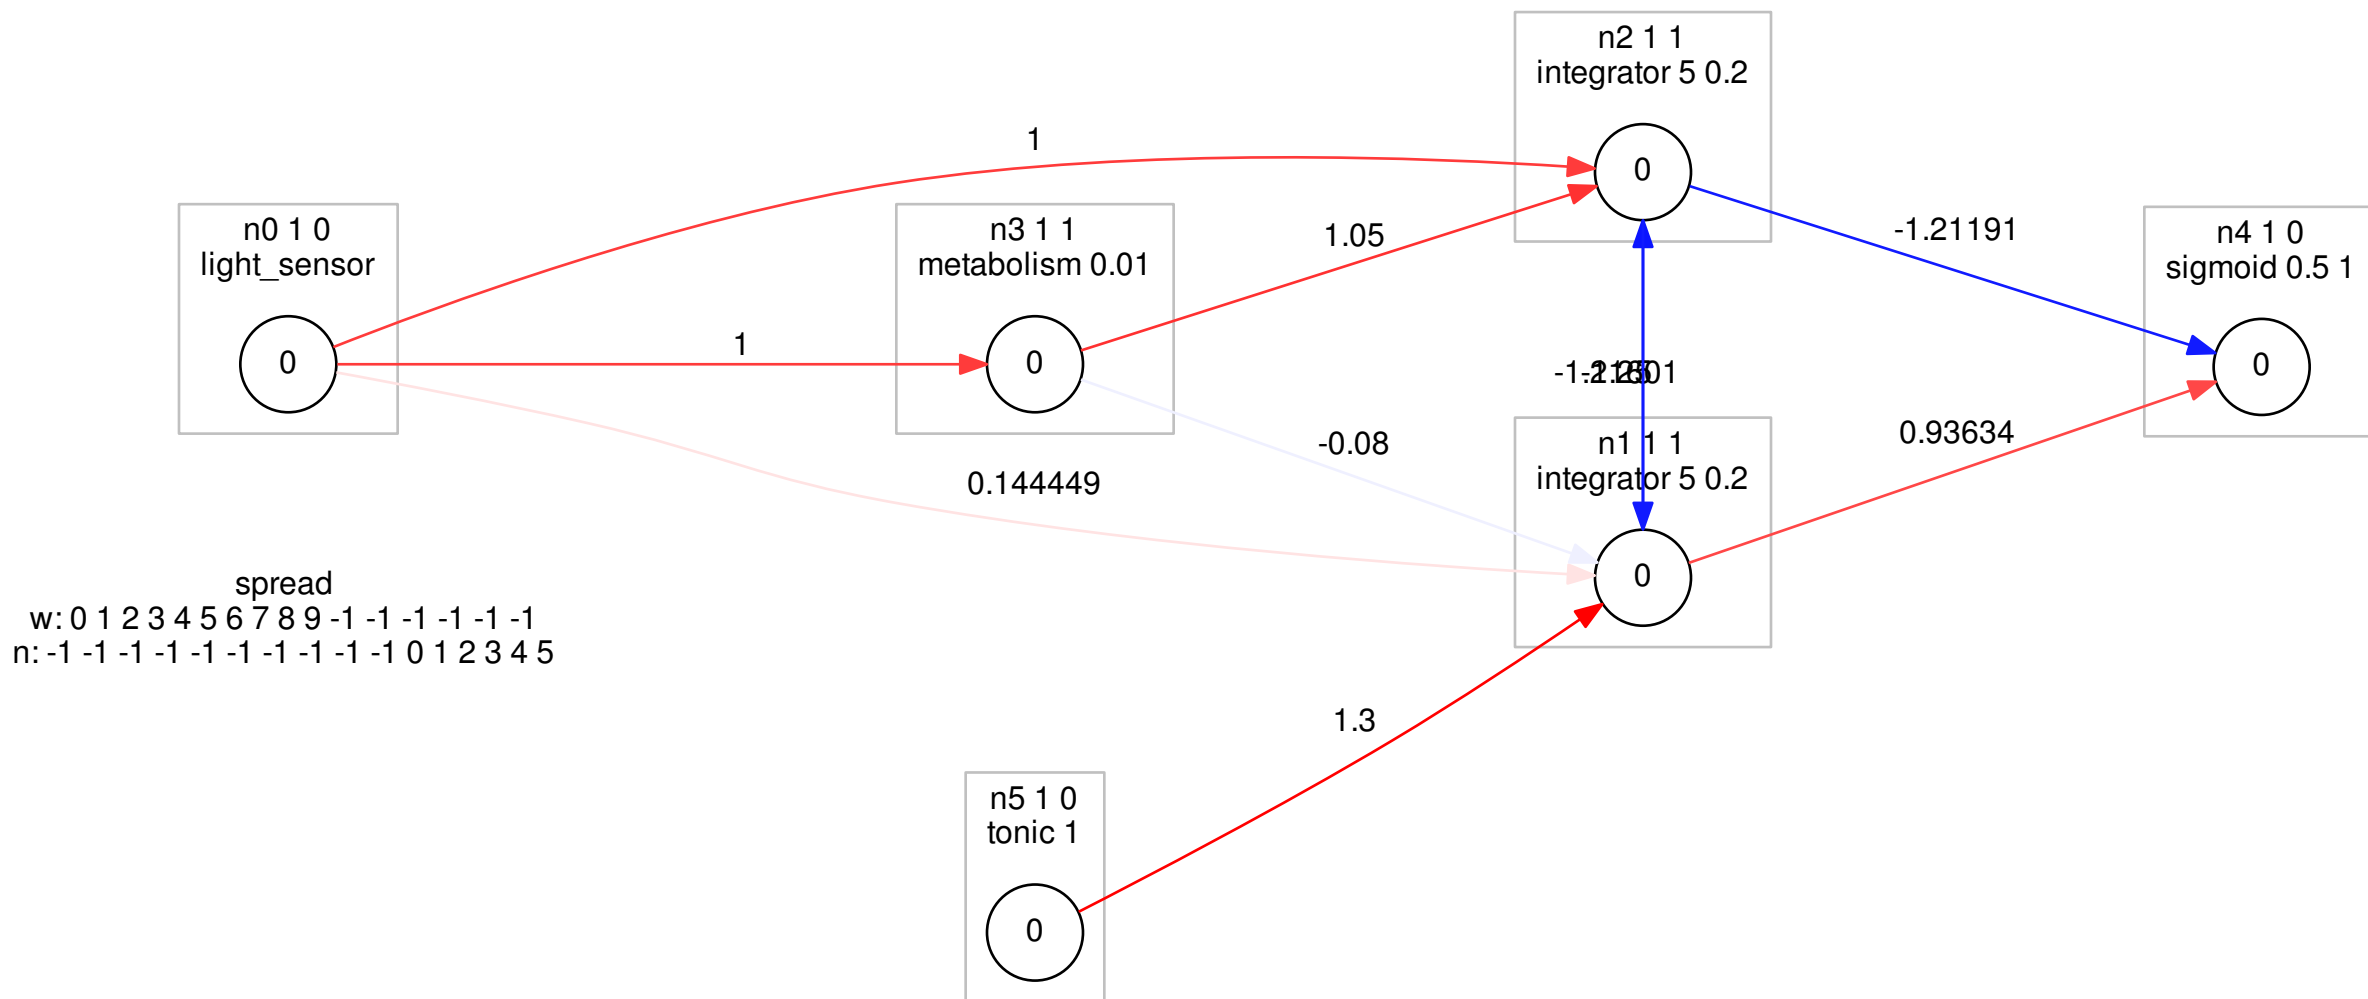 n2 1 1
integrator 5 0.2
0
1
n0 1 0
light_sensor
0
n3 1 1
metabolism 0.01
0
1.05
1
-1.21191
n4 1 0
sigmoid 0.5 1
0
-0.08
0.144449
n1 1 1
integrator 5 0.2
0
0.93634
spread
w: 0 1 2 3 4 5 6 7 8 9 -1 -1 -1 -1 -1 -1
n: -1 -1 -1 -1 -1 -1 -1 -1 -1 -1 0 1 2 3 4 5
1.3
n5 1 0
tonic 1
0